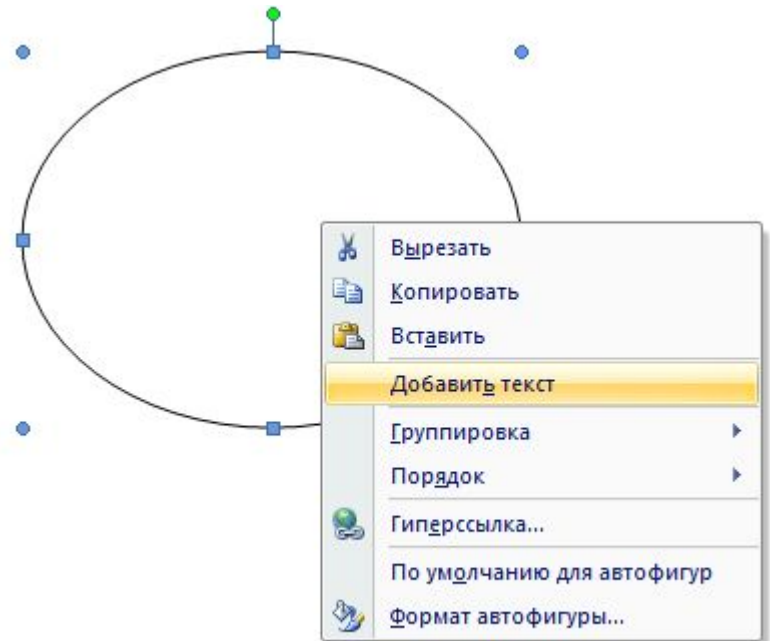 Вырезать
Копировать
Вставить
Добавить текст
Группировка
Порядок
Гиперссылка...
По умолчанию для автофигур
Формат автофигуры...